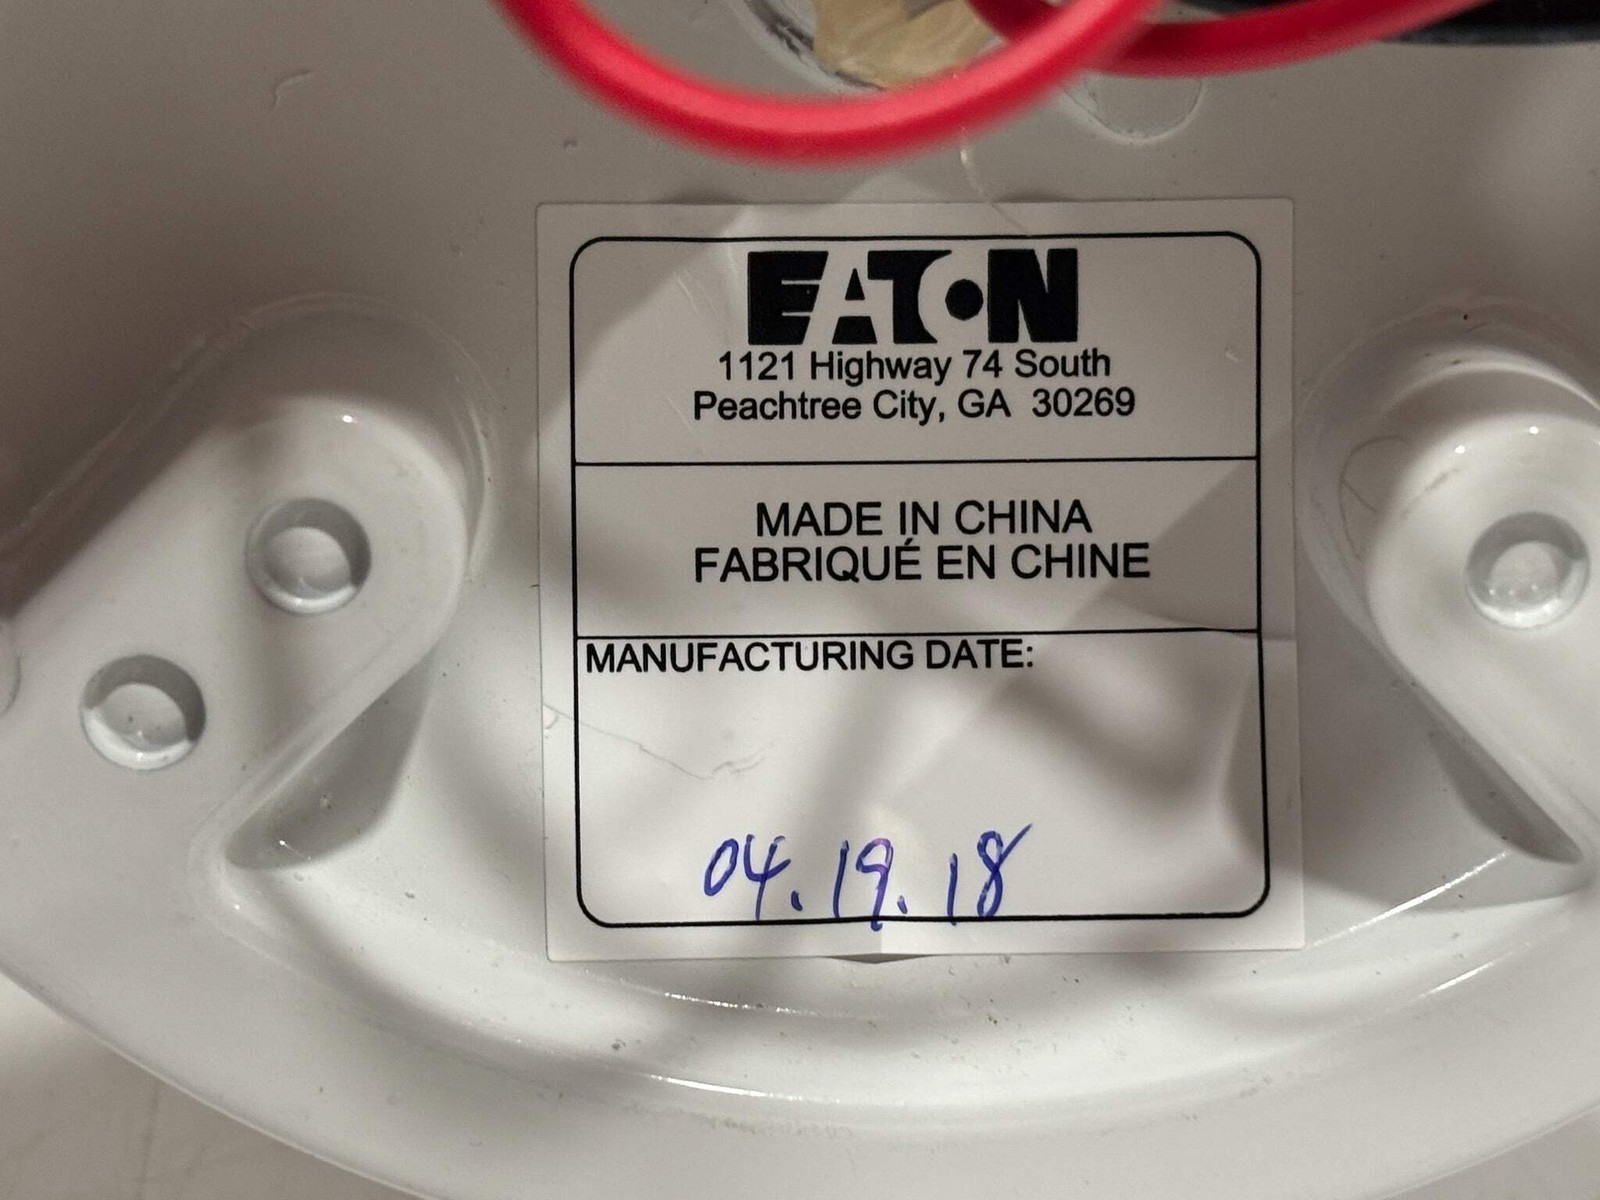 EATON
1121 Highway 74 South
Peachtree City, GA 30269
MADE IN CHINA
FABRIQUÉ EN CHINE
MANUFACTURING DATE:
04.19.18